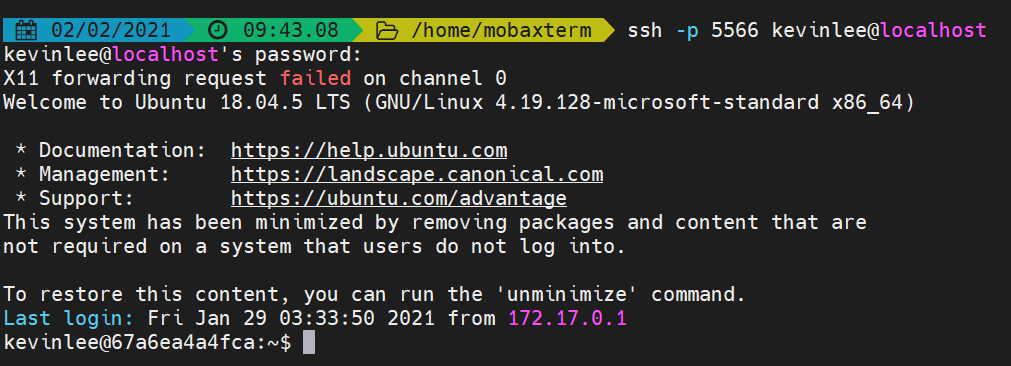 02/02/2021 09:43.08 /home/mobaxterm ssh -p 5566 kevinlee@localhost
kevinlee@localhost's password:
X11 forwarding request failed on channel 0
Welcome to Ubuntu 18.04.5 LTS (GNU/Linux 4.19.128-microsoft-standard x86_64)

 * Documentation:  https://help.ubuntu.com
 * Management:     https://landscape.canonical.com
 * Support:        https://ubuntu.com/advantage
This system has been minimized by removing packages and content that are
not required on a system that users do not log into.

To restore this content, you can run the 'unminimize' command.
Last login: Fri Jan 29 03:33:50 2021 from 172.17.0.1
kevinlee@67a6ea4a4fca:~$